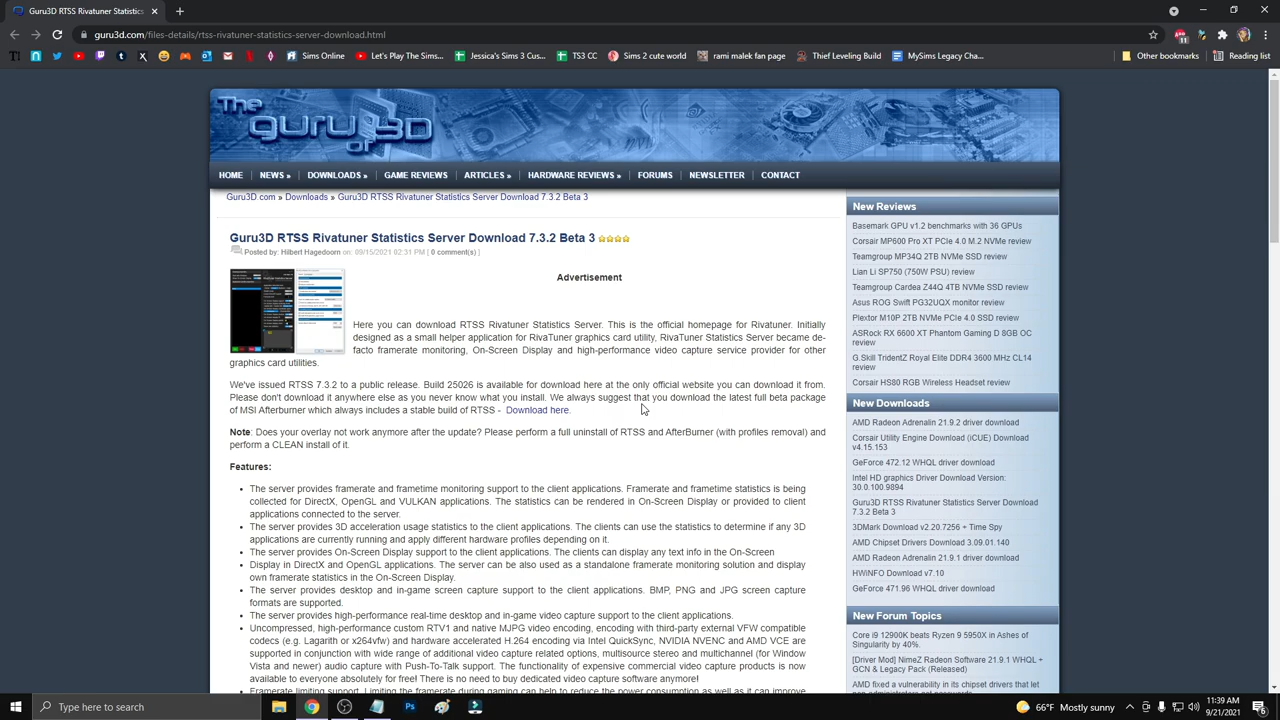 Guru3D RTSS Rivatuner Statistic
guru3d.com/files-details/rtss-rivatuner-statistics-server-download.html
Sims Online
Let's Play The Sims...
Jessica's Sims 3 Cus...
TS3 CC
Sims 2 cute world
rami malek fan page
Thief Leveling Build
MySims Legacy Cha...
Other bookmarks
Reading list
The
guru
of 3D
HOME
NEWS »
DOWNLOADS »
GAME REVIEWS
ARTICLES »
HARDWARE REVIEWS »
FORUMS
NEWSLETTER
CONTACT
Guru3D.com » Downloads » Guru3D RTSS Rivatuner Statistics Server Download 7.3.2 Beta 3
Guru3D RTSS Rivatuner Statistics Server Download 7.3.2 Beta 3
Posted by: Hilbert Hagedoorn on: 09/15/2021 02:31 PM [ 0 comment(s) ]
Advertisement
Here you can download RTSS Rivatuner Statistics Server. This is the official homepage for Rivatuner. Initially
designed as a small helper application for RivaTuner graphics card utility, RivaTuner Statistics Server became de-
facto framerate monitoring, On-Screen Display and high-performance video capture service provider for other
graphics card utilities.
We've issued RTSS 7.3.2 to a public release. Build 25026 is available for download here at the only official website you can download it from.
Please don't download it anywhere else as you never know what you install. We always suggest that you download the latest full beta package
of MSI Afterburner which always includes a stable build of RTSS - Download here.
Note: Does your overlay not work anymore after the update? Please perform a full uninstall of RTSS and AfterBurner (with profiles removal) and
perform a CLEAN install of it.
Features:
• The server provides framerate and frametime monitoring support to the client applications. Framerate and frametime statistics is being
collected for DirectX, OpenGL and VULKAN applications. The statistics can be rendered in On-Screen Display or provided to client
applications connected to the server.
• The server provides 3D acceleration usage statistics to the client applications. The clients can use the statistics to determine if any 3D
applications are currently running and apply different hardware profiles depending on it.
• The server provides On-Screen Display support to the client applications. The clients can display any text info in the On-Screen
• Display in DirectX and OpenGL applications. The server can be also used as a standalone framerate monitoring solution and display
own framerate statistics in the On-Screen Display.
• The server provides desktop and in-game screen capture support to the client applications. BMP, PNG and JPG screen capture
formats are supported.
• The server provides high-performance real-time desktop and in-game video capture support to the client applications.
• Uncompressed, high-performance custom RTV1 and native MJPG video encoding, encoding with third-party external VFW compatible
codecs (e.g. Lagarith or x264vfw) and hardware accelerated H.264 encoding via Intel QuickSync, NVIDIA NVENC and AMD VCE are
supported in conjunction with wide range of additional video capture related options, multisource stereo and multichannel (for Window
Vista and newer) audio capture with Push-To-Talk support. The functionality of expensive commercial video capture products is now
available to everyone absolutely for free! There is no need to buy dedicated video capture software anymore!
• Framerate limiting support. Limiting the framerate during gaming can help to reduce the power consumption as well as it can improve
New Reviews
Basemark GPU v1.2 benchmarks with 36 GPUs
Corsair MP600 Pro XT PCIe 4.0 M.2 NVMe review
Teamgroup MP34Q 2TB NVMe SSD review
Lian Li SP750 (750W PSU) review
Teamgroup Cardea Z44Q 4TB NVMe SSD review
Asus ROG Swift PG32UQX monitor review
Plextor M10P 2TB NVMe PCIe 4.0 SSD review
ASRock RX 6600 XT Phantom Gaming D 8GB OC
review
G.Skill TridentZ Royal Elite DDR4 3600 MHz CL14
review
Corsair HS80 RGB Wireless Headset review
New Downloads
AMD Radeon Adrenalin 21.9.2 driver download
Corsair Utility Engine Download (iCUE) Download
v4.15.153
GeForce 472.12 WHQL driver download
Intel HD graphics Driver Download Version:
30.0.100.9894
Guru3D RTSS Rivatuner Statistics Server Download
7.3.2 Beta 3
3DMark Download v2.20.7256 + Time Spy
AMD Chipset Drivers Download 3.09.01.140
AMD Radeon Adrenalin 21.9.1 driver download
HWiNFO Download v7.10
GeForce 471.96 WHQL driver download
New Forum Topics
Core i9 12900K beats Ryzen 9 5950X in Ashes of
Singularity by 40%.
[Driver Mod] NimeZ Radeon Software 21.9.1 WHQL +
GCN & Legacy Pack (Released)
AMD fixed a vulnerability in its chipset drivers that let
Type here to search
66°F Mostly sunny
11:39 AM
9/21/2021